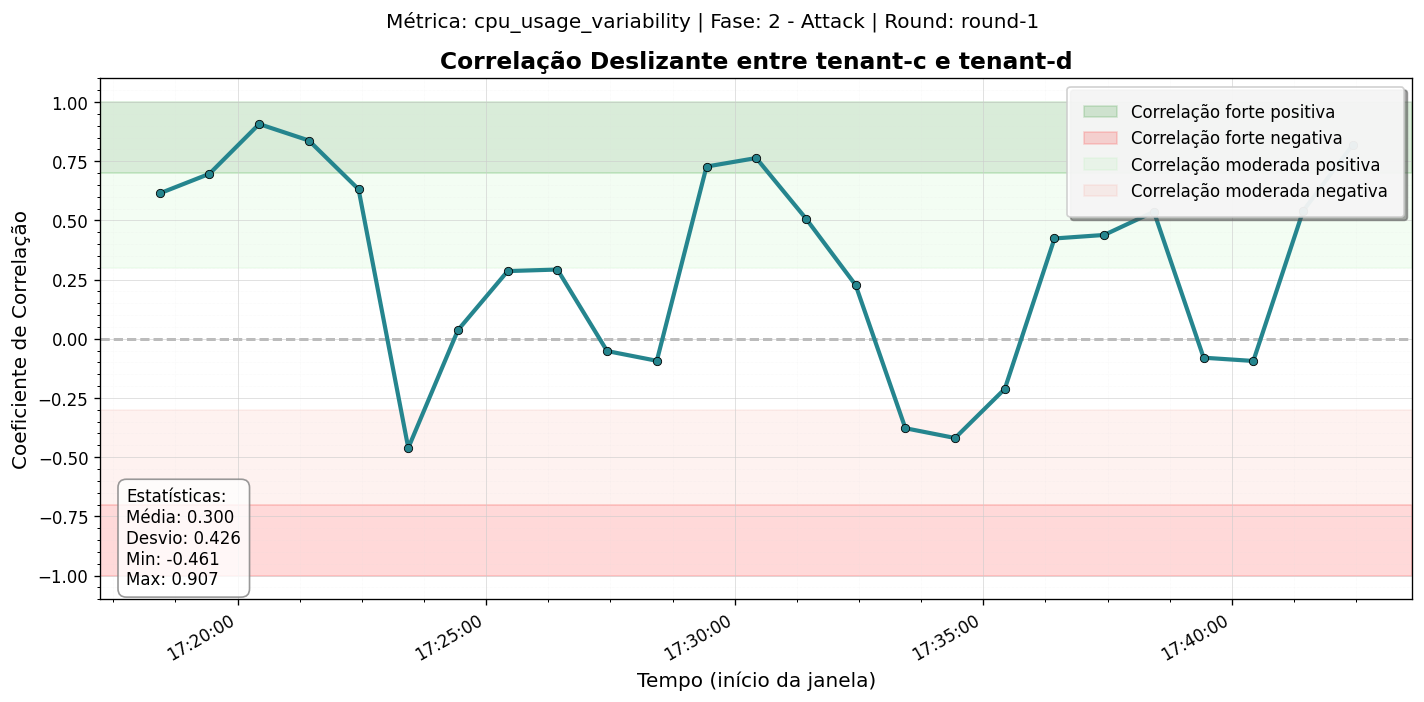 Métrica: cpu_usage_variability | Fase: 2 - Attack | Round: round-1
Correlação Deslizante entre tenant-c e tenant-d
Coeficiente de Correlação
1.00
0.75
0.50
0.25
0.00
−0.25
−0.50
−0.75
−1.00
Correlação forte positiva
Correlação forte negativa
Correlação moderada positiva
Correlação moderada negativa
Estatísticas:
Média: 0.300
Desvio: 0.426
Min: -0.461
Max: 0.907
17:20:00
17:25:00
17:30:00
17:35:00
17:40:00
Tempo (início da janela)